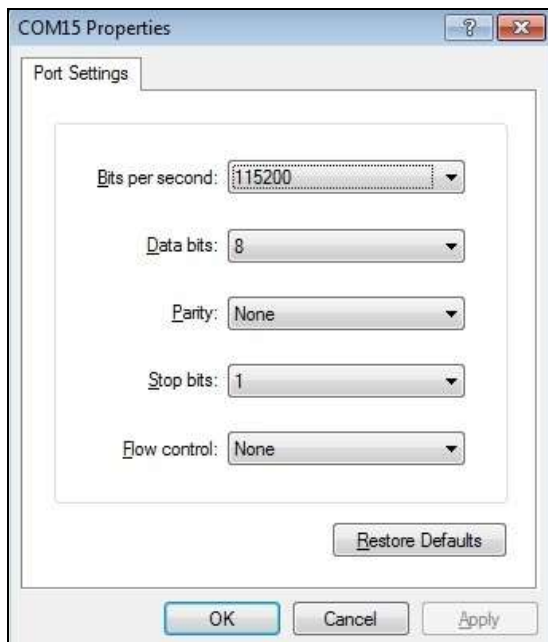 COM15 Properties
Port Settings
Bits per second: 115200
Data bits: 8
Parity: None
Stop bits: 1
Flow control: None
Restore Defaults
OK Cancel Apply